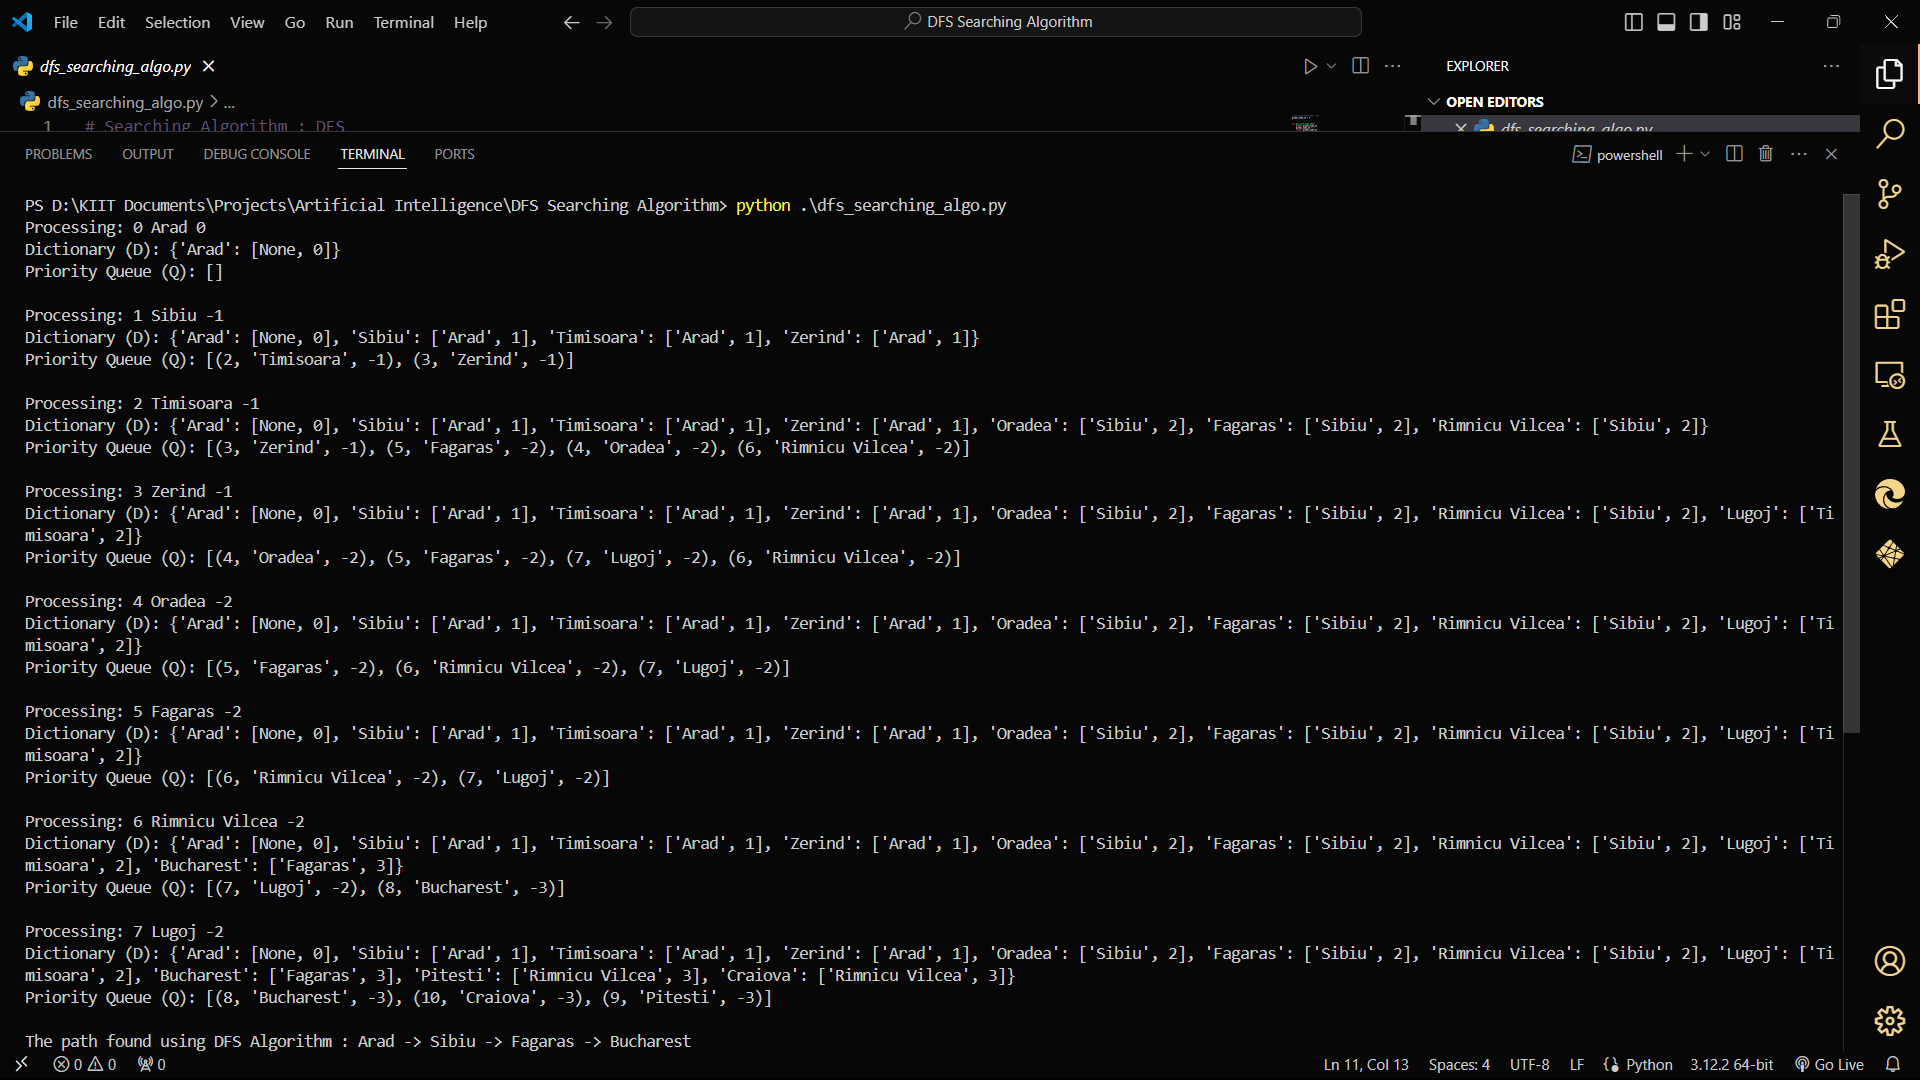 File Edit Selection View Go Run Terminal Help
DFS Searching Algorithm
dfs_searching_algo.py
EXPLORER
dfs_searching_algo.py > ...
OPEN EDITORS
1 # Searching Algorithm : DFS
dfs_searching_algo.py
PROBLEMS OUTPUT DEBUG CONSOLE TERMINAL PORTS
powershell
PS D:\KIIT Documents\Projects\Artificial Intelligence\DFS Searching Algorithm> python .\dfs_searching_algo.py
Processing: 0 Arad 0
Dictionary (D): {'Arad': [None, 0]}
Priority Queue (Q): []
Processing: 1 Sibiu -1
Dictionary (D): {'Arad': [None, 0], 'Sibiu': ['Arad', 1], 'Timisoara': ['Arad', 1], 'Zerind': ['Arad', 1]}
Priority Queue (Q): [(2, 'Timisoara', -1), (3, 'Zerind', -1)]
Processing: 2 Timisoara -1
Dictionary (D): {'Arad': [None, 0], 'Sibiu': ['Arad', 1], 'Timisoara': ['Arad', 1], 'Zerind': ['Arad', 1], 'Oradea': ['Sibiu', 2], 'Fagaras': ['Sibiu', 2], 'Rimnicu Vilcea': ['Sibiu', 2]}
Priority Queue (Q): [(3, 'Zerind', -1), (5, 'Fagaras', -2), (4, 'Oradea', -2), (6, 'Rimnicu Vilcea', -2)]
Processing: 3 Zerind -1
Dictionary (D): {'Arad': [None, 0], 'Sibiu': ['Arad', 1], 'Timisoara': ['Arad', 1], 'Zerind': ['Arad', 1], 'Oradea': ['Sibiu', 2], 'Fagaras': ['Sibiu', 2], 'Rimnicu Vilcea': ['Sibiu', 2], 'Lugoj': ['Ti
misoara', 2]}
Priority Queue (Q): [(4, 'Oradea', -2), (5, 'Fagaras', -2), (7, 'Lugoj', -2), (6, 'Rimnicu Vilcea', -2)]
Processing: 4 Oradea -2
Dictionary (D): {'Arad': [None, 0], 'Sibiu': ['Arad', 1], 'Timisoara': ['Arad', 1], 'Zerind': ['Arad', 1], 'Oradea': ['Sibiu', 2], 'Fagaras': ['Sibiu', 2], 'Rimnicu Vilcea': ['Sibiu', 2], 'Lugoj': ['Ti
misoara', 2]}
Priority Queue (Q): [(5, 'Fagaras', -2), (6, 'Rimnicu Vilcea', -2), (7, 'Lugoj', -2)]
Processing: 5 Fagaras -2
Dictionary (D): {'Arad': [None, 0], 'Sibiu': ['Arad', 1], 'Timisoara': ['Arad', 1], 'Zerind': ['Arad', 1], 'Oradea': ['Sibiu', 2], 'Fagaras': ['Sibiu', 2], 'Rimnicu Vilcea': ['Sibiu', 2], 'Lugoj': ['Ti
misoara', 2]}
Priority Queue (Q): [(6, 'Rimnicu Vilcea', -2), (7, 'Lugoj', -2)]
Processing: 6 Rimnicu Vilcea -2
Dictionary (D): {'Arad': [None, 0], 'Sibiu': ['Arad', 1], 'Timisoara': ['Arad', 1], 'Zerind': ['Arad', 1], 'Oradea': ['Sibiu', 2], 'Fagaras': ['Sibiu', 2], 'Rimnicu Vilcea': ['Sibiu', 2], 'Lugoj': ['Ti
misoara', 2], 'Bucharest': ['Fagaras', 3]}
Priority Queue (Q): [(7, 'Lugoj', -2), (8, 'Bucharest', -3)]
Processing: 7 Lugoj -2
Dictionary (D): {'Arad': [None, 0], 'Sibiu': ['Arad', 1], 'Timisoara': ['Arad', 1], 'Zerind': ['Arad', 1], 'Oradea': ['Sibiu', 2], 'Fagaras': ['Sibiu', 2], 'Rimnicu Vilcea': ['Sibiu', 2], 'Lugoj': ['Ti
misoara', 2], 'Bucharest': ['Fagaras', 3], 'Pitesti': ['Rimnicu Vilcea', 3], 'Craiova': ['Rimnicu Vilcea', 3]}
Priority Queue (Q): [(8, 'Bucharest', -3), (10, 'Craiova', -3), (9, 'Pitesti', -3)]
The path found using DFS Algorithm : Arad -> Sibiu -> Fagaras -> Bucharest
0 0 0 Ln 11, Col 13 Spaces: 4 UTF-8 LF Python 3.12.2 64-bit Go Live